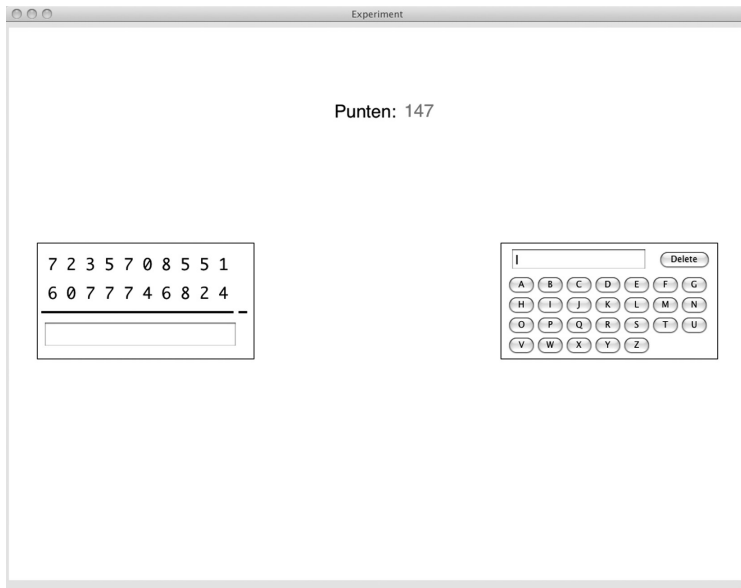 Experiment
Punten: 147
7 2 3 5 7 0 8 5 5 1
6 0 7 7 7 4 6 8 2 4
Delete
A B C D E F G
H I J K L M N
O P Q R S T U
V W X Y Z